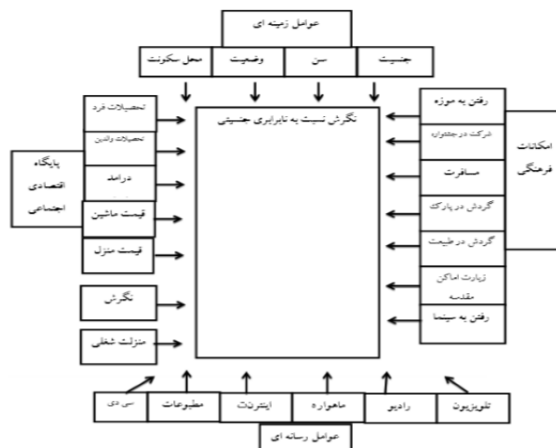 عوامل زمینه ای
جنسیت
سن
وضعیت
محل سکونت
نگرش نسبت به نابرابری جنسیتی
رفتن به موزه
شرکت در جشنواره
مسافرت
گردش در پارک
گردش در طبیعت
زیارت اماکن
مقدسه
رفتن به سینما
امکانات
فرهنگی
تحصیلات فرد
تحصیلات والدین
درامد
قیمت ماشین
قیمت منزل
نگرش
منزلت شغلی
پایگاه
اقتصادی
اجتماعی
تلویزیون
رادیو
ماهواره
اینترنت
مطبوعات
سی دی
عوامل رسانه ای